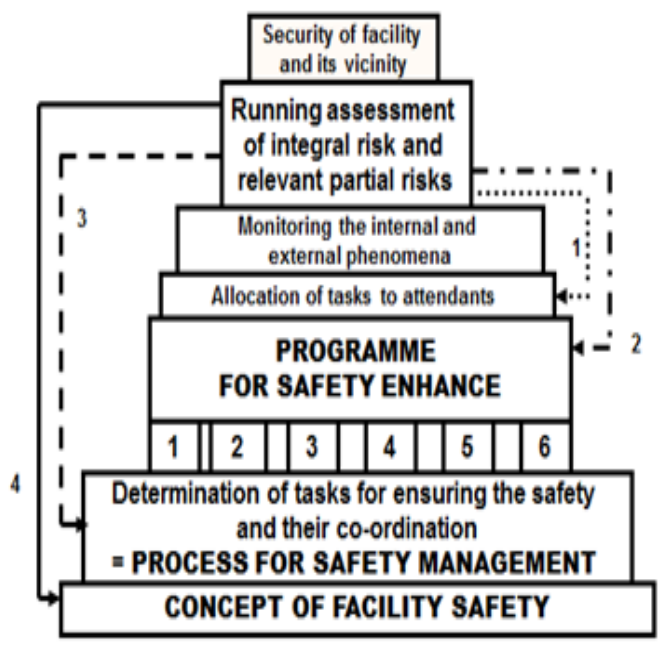 Security of facility
and its vicinity
Running assessment
of integral risk and
relevant partial risks
3
Monitoring the internal and
external phenomena
1
Allocation of tasks to attendants
2
PROGRAMME
FOR SAFETY ENHANCE
1 2 3 4 5 6
4
Determination of tasks for ensuring the safety
and their co-ordination
= PROCESS FOR SAFETY MANAGEMENT
CONCEPT OF FACILITY SAFETY